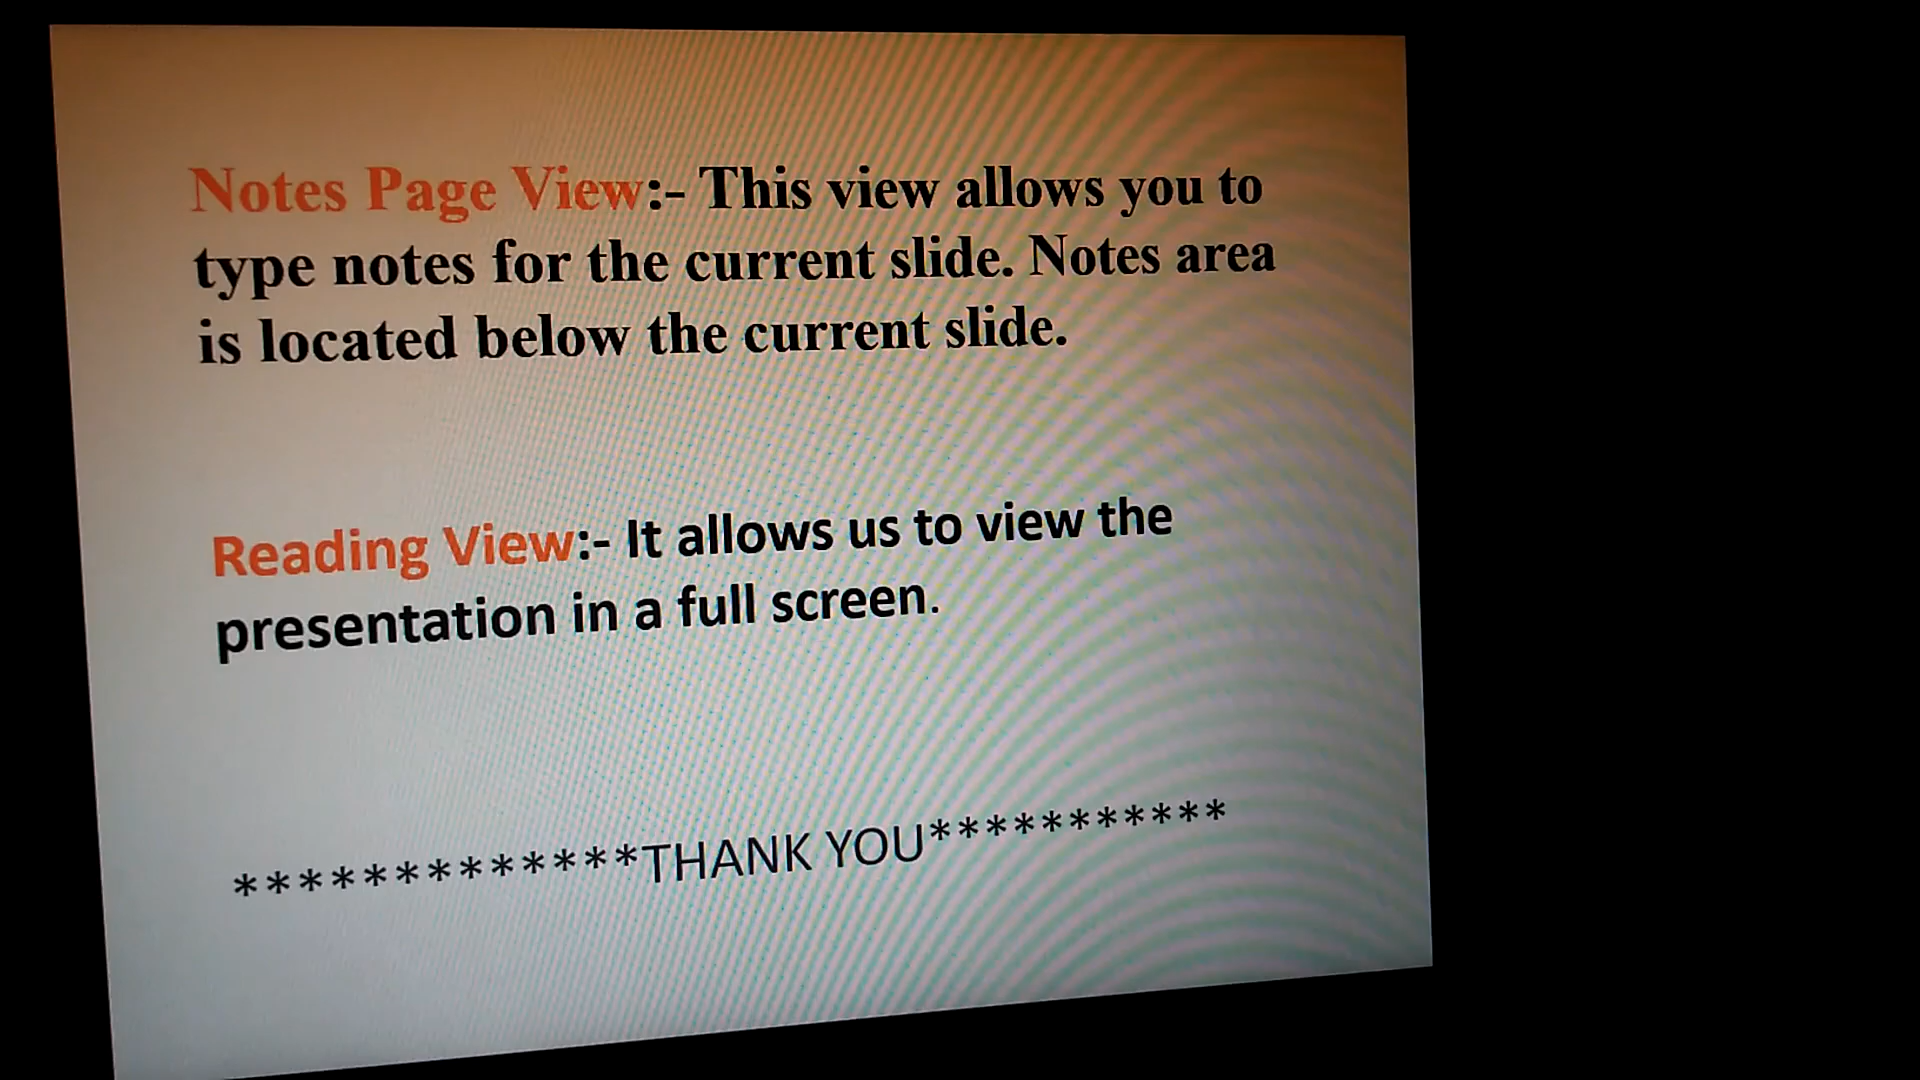 Notes Page View:- This view allows you to
type notes for the current slide. Notes area
is located below the current slide.
Reading View:- It allows us to view the
presentation in a full screen.
*************THANK YOU***********